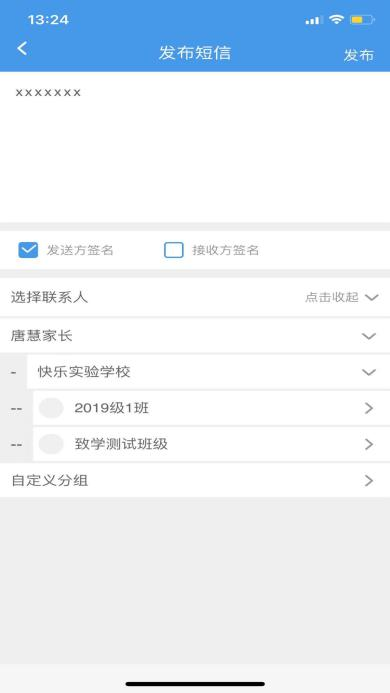 13:24
发布短信
发布
xxxxxxx
发送方签名
接收方签名
选择联系人
点击收起
唐慧家长
- 快乐实验学校
-- 2019级1班
-- 致学测试班级
自定义分组